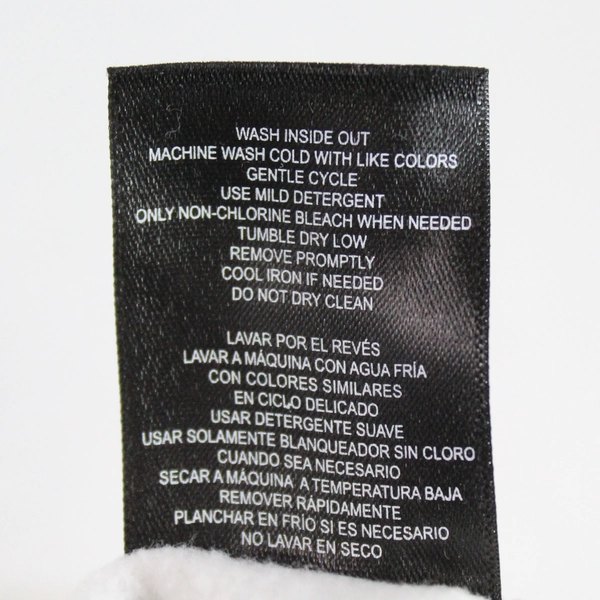 WASH INSIDE OUT
MACHINE WASH COLD WITH LIKE COLORS
GENTLE CYCLE
USE MILD DETERGENT
ONLY NON-CHLORINE BLEACH WHEN NEEDED
TUMBLE DRY LOW
REMOVE PROMPTLY
COOL IRON IF NEEDED
DO NOT DRY CLEAN
LAVAR POR EL REVÉS
LAVAR A MÁQUINA CON AGUA FRÍA
CON COLORES SIMILARES
EN CICLO DELICADO
USAR DETERGENTE SUAVE
USAR SOLAMENTE BLANQUEADOR SIN CLORO
CUANDO SEA NECESARIO
SECAR A MÁQUINA A TEMPERATURA BAJA
REMOVER RÁPIDAMENTE
PLANCHAR EN FRÍO SI ES NECESARIO
NO LAVAR EN SECO